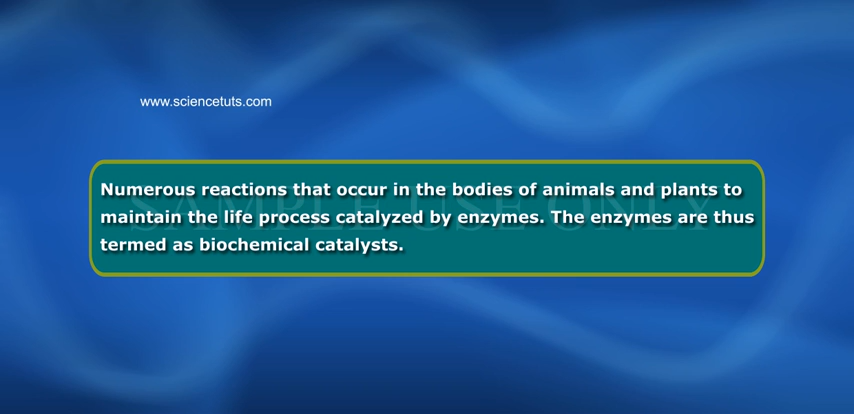 www.sciencetuts.com
Numerous reactions that occur in the bodies of animals and plants to
maintain the life process catalyzed by enzymes. The enzymes are thus
termed as biochemical catalysts.
SAMPLE USE ONLY